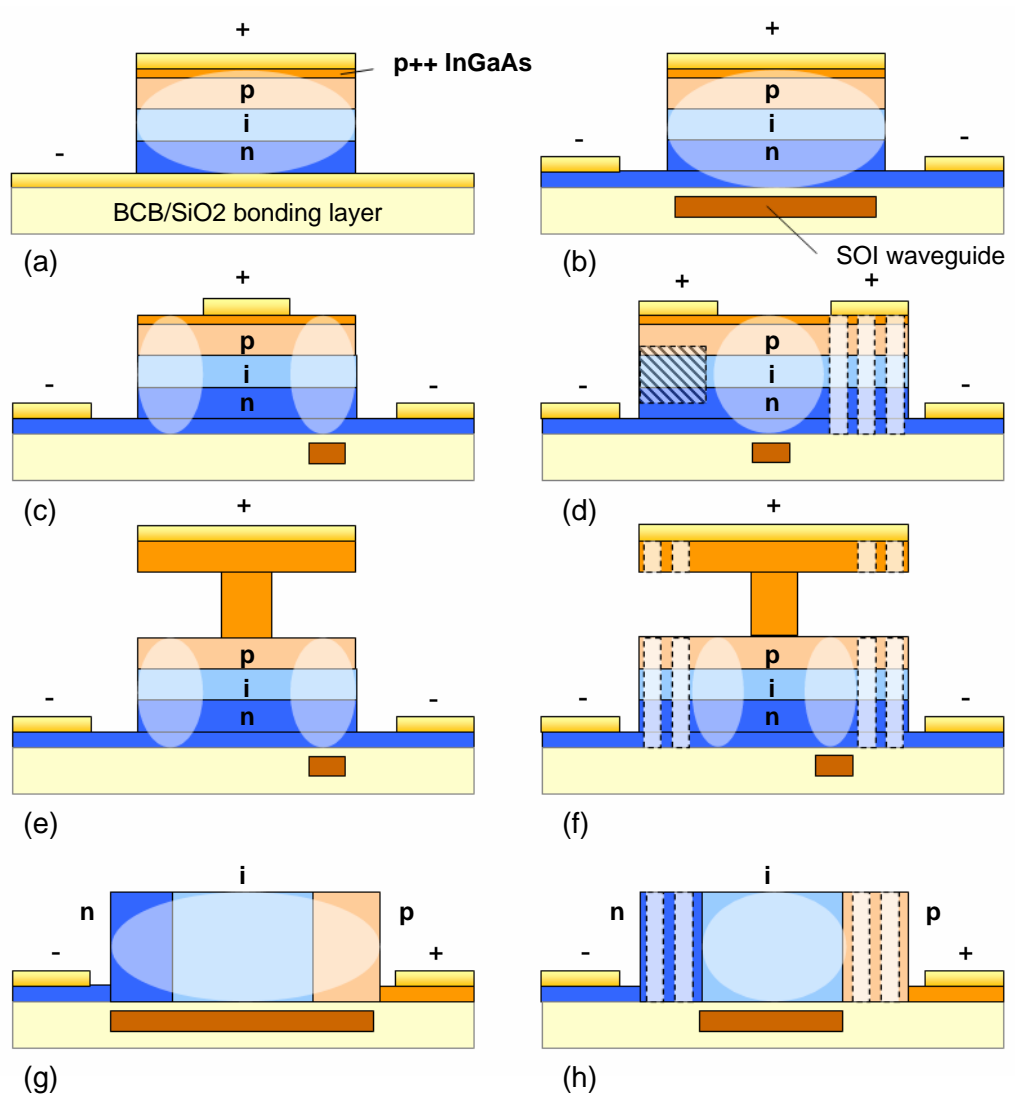 + +
p++ InGaAs
p p
i i
- n - n -
BCB/SiO2 bonding layer
(a) (b) SOI waveguide
+ + +
p p
i i
- n - - n -
(c) (d)
+ +
p p
i i
- n - - n -
(e) (f)
i i
n p n p
- + - +
(g) (h)